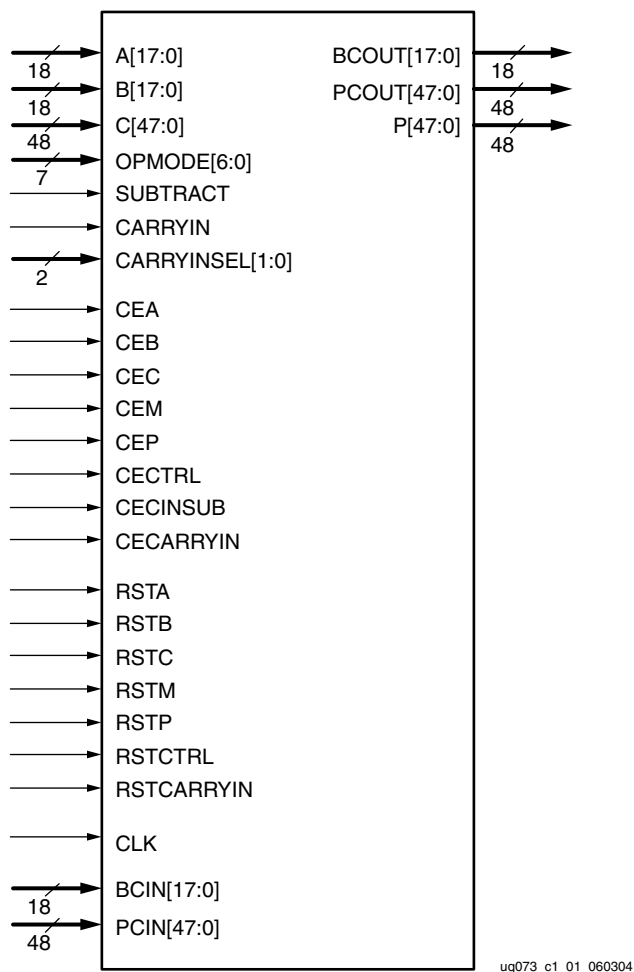 A[17:0] BCOUT[17:0]
18 18
B[17:0] PCOUT[47:0]
18 48
C[47:0] P[47:0]
48 48
OPMODE[6:0]
7
SUBTRACT
CARRYIN
CARRYINSEL[1:0]
2
CEA
CEB
CEC
CEM
CEP
CECTRL
CECINSUB
CECARRYIN
RSTA
RSTB
RSTC
RSTM
RSTP
RSTCTRL
RSTCARRYIN
CLK
BCIN[17:0]
18
PCIN[47:0]
48
ug073_c1_01_060304